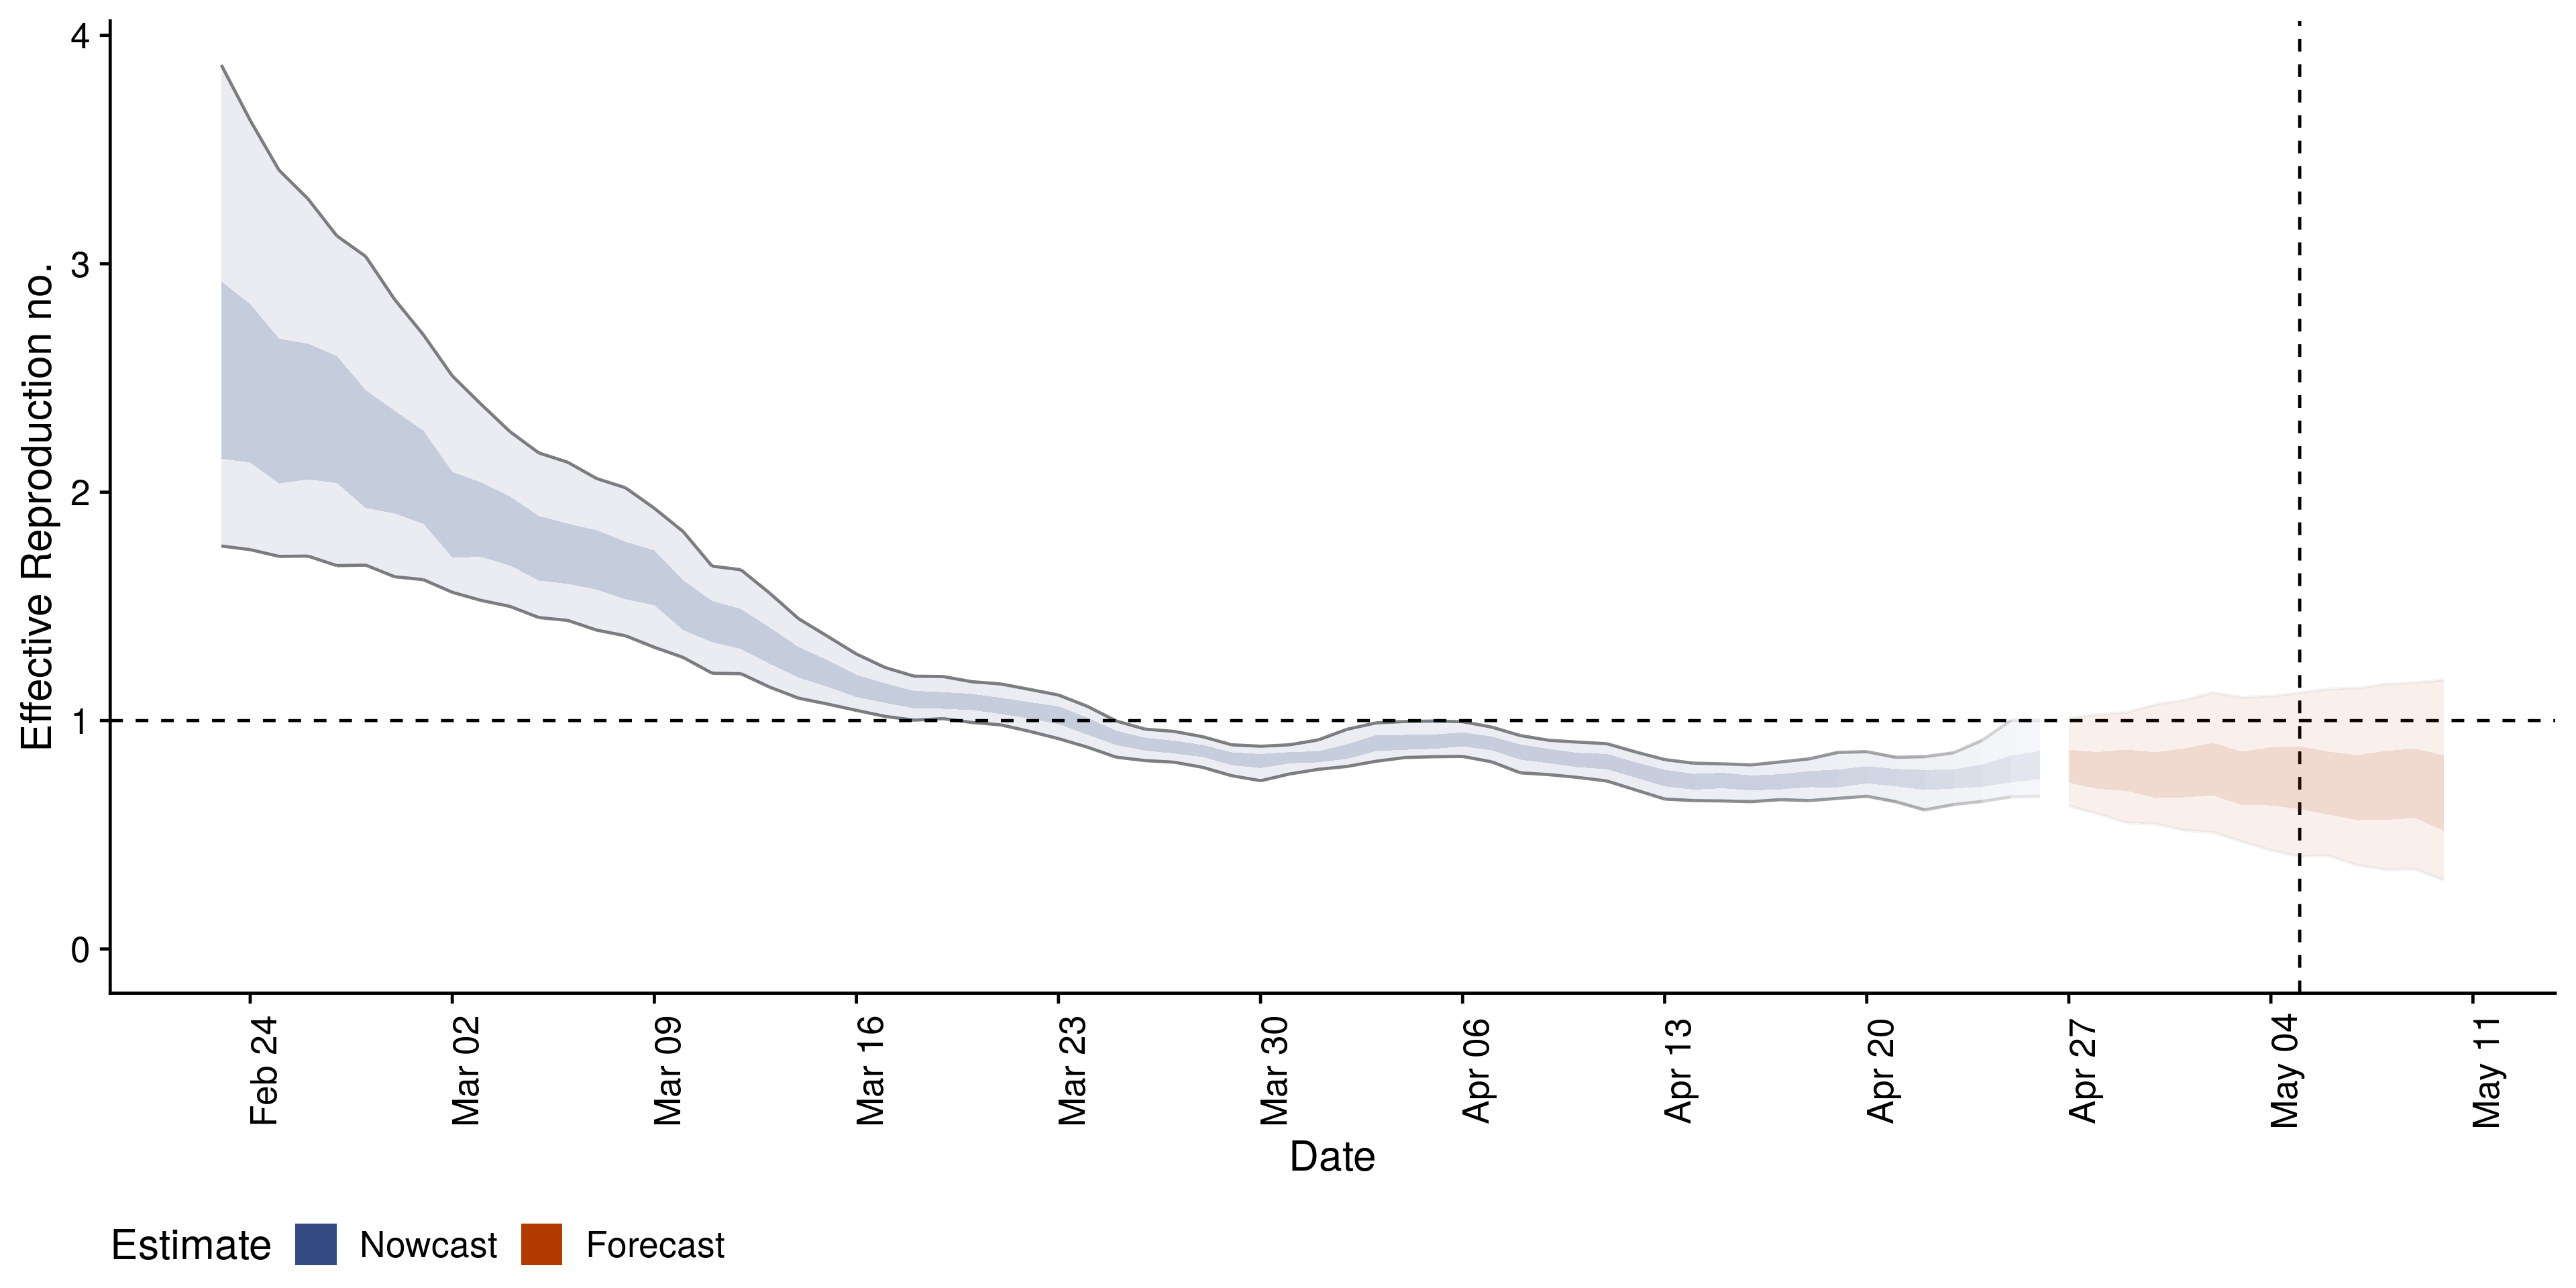 Effective Reproduction no.
4
3
2
1
0
Feb 24
Mar 02
Mar 09
Mar 16
Mar 23
Mar 30
Apr 06
Apr 13
Apr 20
Apr 27
May 04
May 11
Date
Estimate Nowcast Forecast